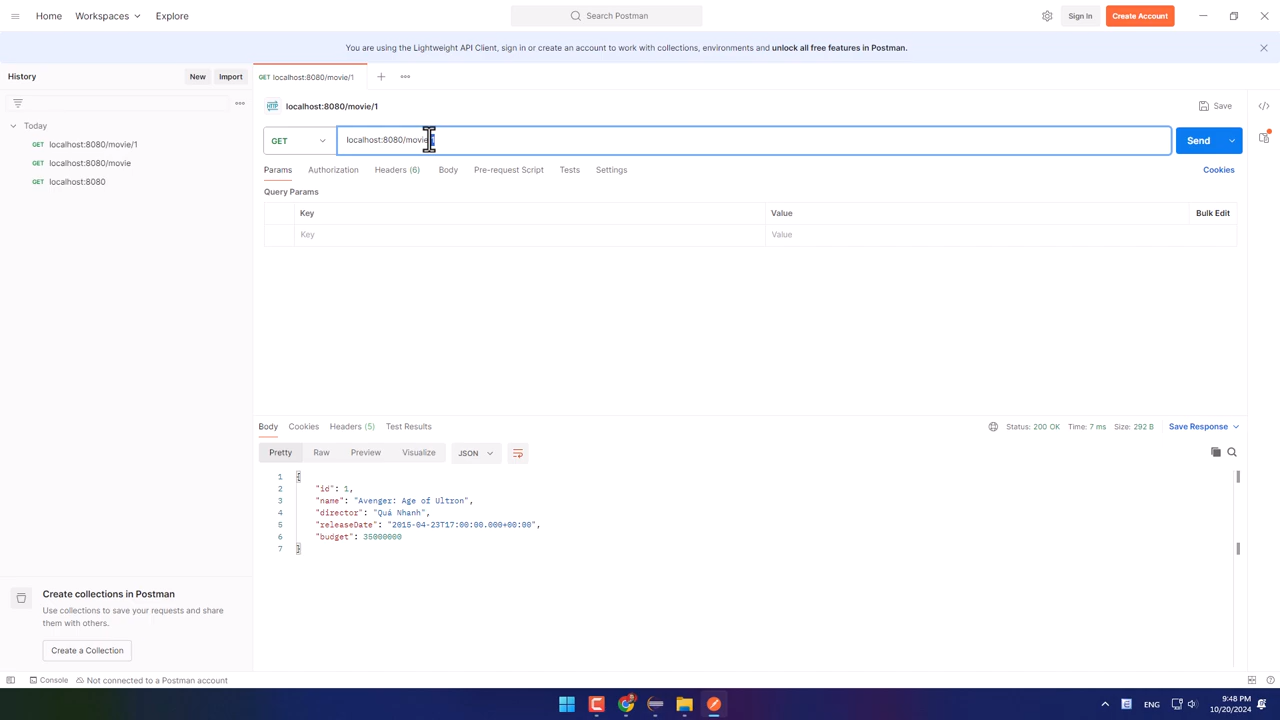 Home Workspaces Explore Search Postman Sign In Create Account
You are using the Lightweight API Client, sign in or create an account to work with collections, environments and unlock all free features in Postman.
History New Import GET localhost:8080/movie/1
localhost:8080/movie/1 Save
Today
GET localhost:8080/movie/1
GET localhost:8080/movie
GET localhost:8080
GET localhost:8080/movie Send
Params Authorization Headers (6) Body Pre-request Script Tests Settings Cookies
Query Params
Key Value Bulk Edit
Key Value
Body Cookies Headers (5) Test Results Status: 200 OK Time: 7 ms Size: 292 B Save Response
Pretty Raw Preview Visualize JSON
1 {
2 "id": 1,
3 "name": "Avenger: Age of Ultron",
4 "director": "Quá Nhanh",
5 "releaseDate": "2015-04-23T17:00:00.000+00:00",
6 "budget": 35000000
7 }
Create collections in Postman
Use collections to save your requests and share
them with others.
Create a Collection
Console Not connected to a Postman account
ENG 9:48 PM
10/20/2024